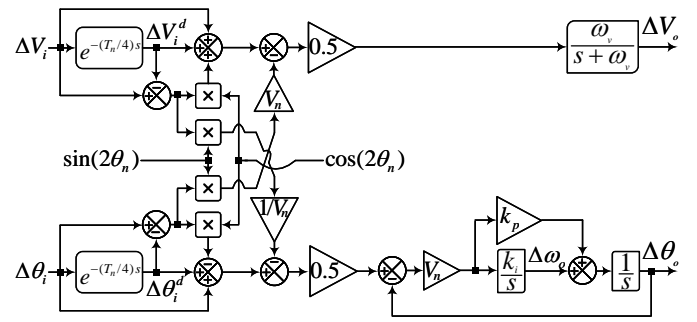 ΔV_i
e^{-(T_n/4)s}
ΔV_i^d
+
+
+
+
−
0.5
ω_v
s + ω_v
ΔV_o
+
−
×
V_n
×
sin(2θ_n)
cos(2θ_n)
×
1/V_n
k_p
+
−
×
Δθ_i
e^{-(T_n/4)s}
Δθ_i^d
−
+
+
+
−
0.5
+
−
V_n
k_i
s
Δω_o
+
+
1
s
Δθ_o